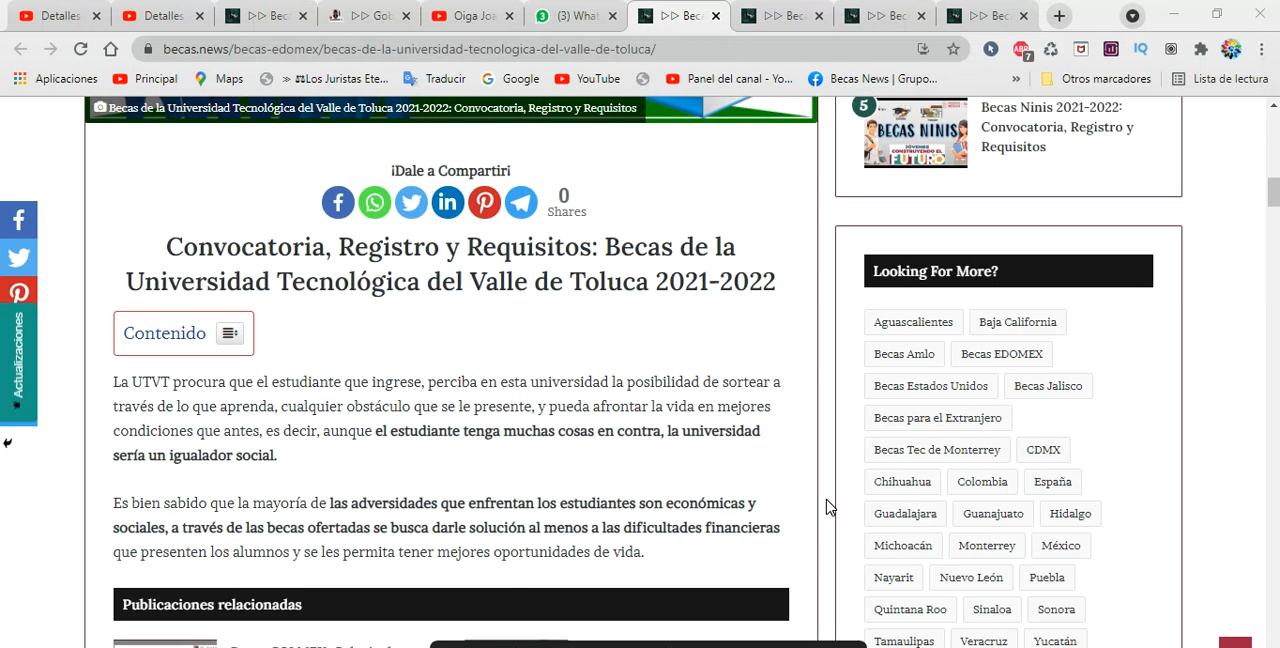 Detalles
Detalles
▷▷ Bec
▷▷ Gob
Oiga Joa
(3) What
▷▷ Bec
▷▷ Bec
▷▷ Bec
▷▷ Bec
becas.news/becas-edomex/becas-de-la-universidad-tecnologica-del-valle-de-toluca/
ABP
7
IQ
Aplicaciones
Principal
Maps
» ⚖Los Juristas Ete...
Traducir
Google
YouTube
Panel del canal - Yo...
Becas News | Grupo...
»
Otros marcadores
Lista de lectura
Becas de la Universidad Tecnológica del Valle de Toluca 2021-2022: Convocatoria, Registro y Requisitos
¡Dale a Compartir!
0
Shares
Convocatoria, Registro y Requisitos: Becas de la
Universidad Tecnológica del Valle de Toluca 2021-2022
Contenido
La UTVT procura que el estudiante que ingrese, perciba en esta universidad la posibilidad de sortear a
través de lo que aprenda, cualquier obstáculo que se le presente, y pueda afrontar la vida en mejores
condiciones que antes, es decir, aunque el estudiante tenga muchas cosas en contra, la universidad
sería un igualador social.
Es bien sabido que la mayoría de las adversidades que enfrentan los estudiantes son económicas y
sociales, a través de las becas ofertadas se busca darle solución al menos a las dificultades financieras
que presenten los alumnos y se les permita tener mejores oportunidades de vida.
Publicaciones relacionadas
Actualizaciones
5
BECAS NINIS
JÓVENES
CONSTRUYENDO EL
FUTURO
Becas Ninis 2021-2022:
Convocatoria, Registro y
Requisitos
Looking For More?
Aguascalientes
Baja California
Becas Amlo
Becas EDOMEX
Becas Estados Unidos
Becas Jalisco
Becas para el Extranjero
Becas Tec de Monterrey
CDMX
Chihuahua
Colombia
España
Guadalajara
Guanajuato
Hidalgo
Michoacán
Monterrey
México
Nayarit
Nuevo León
Puebla
Quintana Roo
Sinaloa
Sonora
Tamaulipas
Veracruz
Yucatán